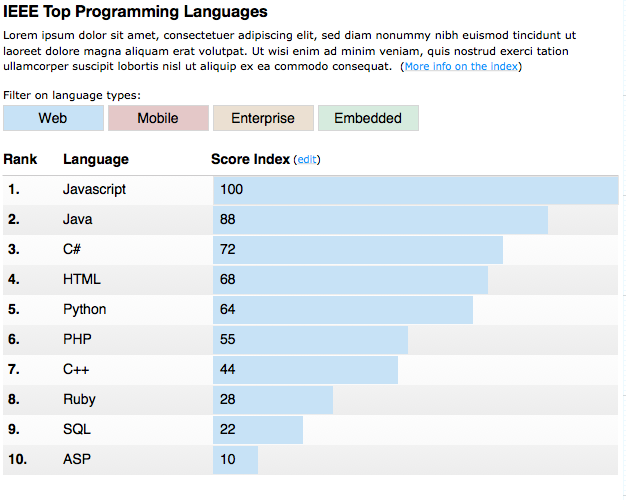 IEEE Top Programming Languages
Lorem ipsum dolor sit amet, consectetuer adipiscing elit, sed diam nonummy nibh euismod tincidunt ut
laoreet dolore magna aliquam erat volutpat. Ut wisi enim ad minim veniam, quis nostrud exerci tation
ullamcorper suscipit lobortis nisl ut aliquip ex ea commodo consequat. (More info on the index)
Filter on language types:
Web Mobile Enterprise Embedded
Rank Language Score Index (edit)
1. Javascript 100
2. Java 88
3. C# 72
4. HTML 68
5. Python 64
6. PHP 55
7. C++ 44
8. Ruby 28
9. SQL 22
10. ASP 10